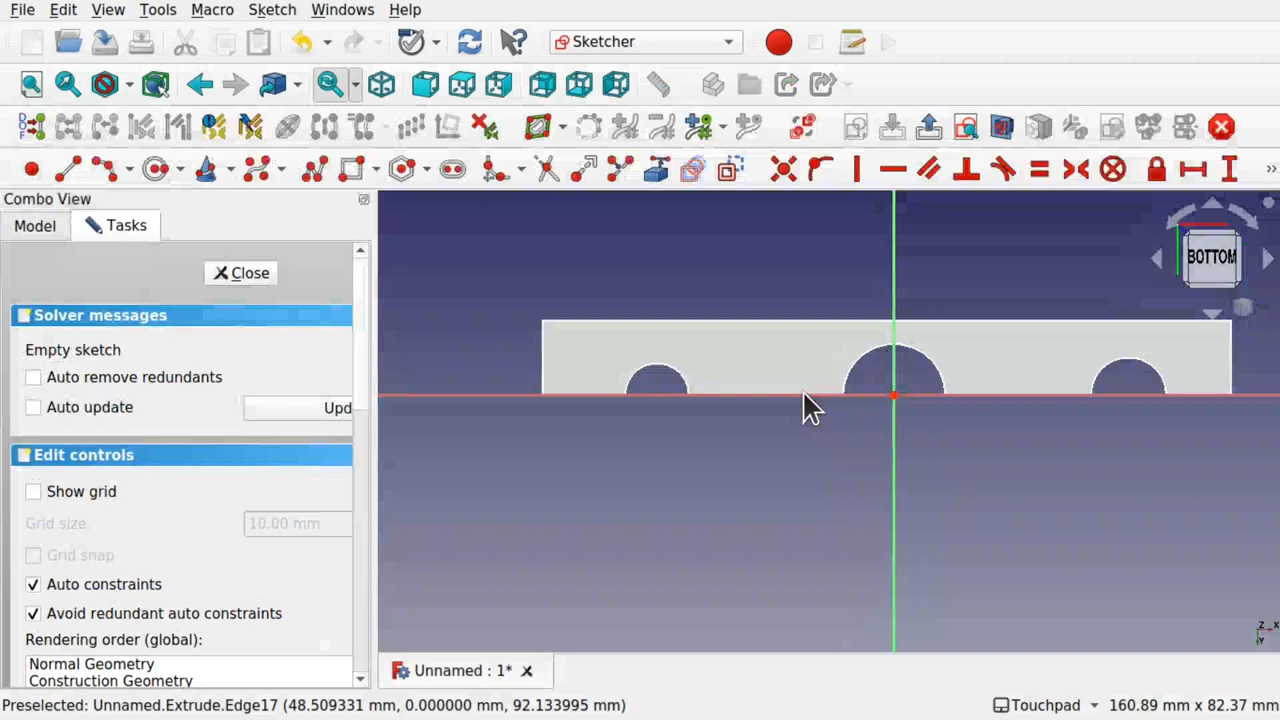 File Edit View Tools Macro Sketch Windows Help
Sketcher
»
Combo View
Model Tasks
Close
Solver messages
Empty sketch
Auto remove redundants
Auto update Upd
Edit controls
Show grid
Grid size: 10.00 mm
Grid snap
Auto constraints
Avoid redundant auto constraints
Rendering order (global):
Normal Geometry
Construction Geometry
BOTTOM
Z X
Y
Unnamed : 1*
Preselected: Unnamed.Extrude.Edge17 (48.509331 mm, 0.000000 mm, 92.133995 mm) Touchpad 160.89 mm x 82.37 mm